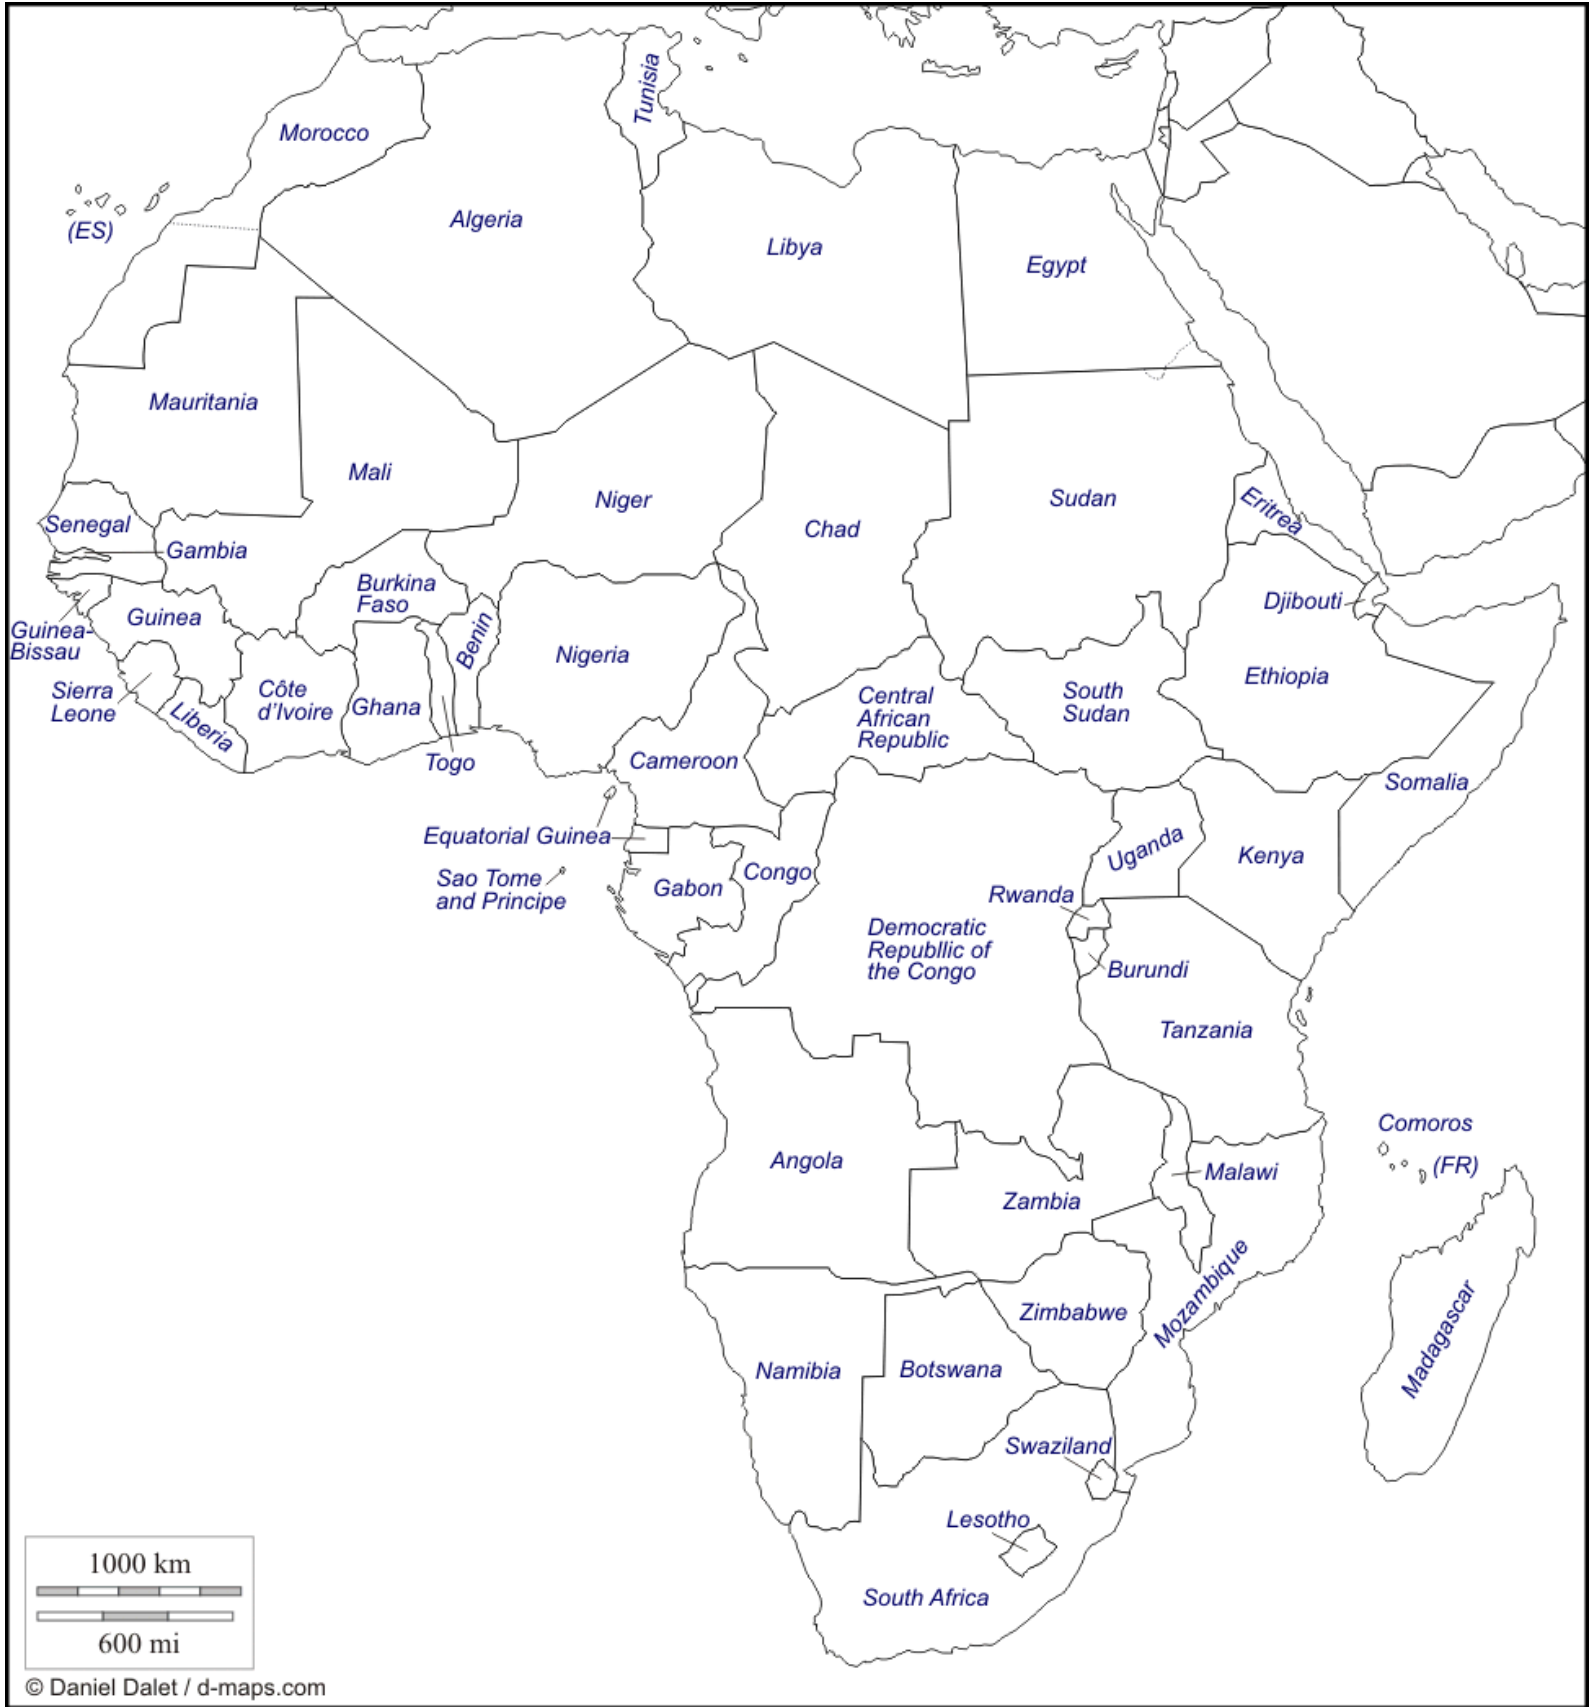 Tunisia
Morocco
(ES)
Algeria
Libya
Egypt
Mauritania
Mali
Niger
Chad
Sudan
Eritrea
Senegal
Gambia
Burkina
Faso
Djibouti
Guinea
Guinea-
Bissau
Benin
Nigeria
Ethiopia
Sierra
Leone
Liberia
Côte
d'Ivoire
Ghana
Togo
Central
African
Republic
South
Sudan
Cameroon
Somalia
Equatorial Guinea
Sao Tome
and Principe
Gabon
Congo
Uganda
Kenya
Rwanda
Democratic
Republlic of
the Congo
Burundi
Tanzania
Comoros
(FR)
Angola
Malawi
Zambia
Mozambique
Zimbabwe
Madagascar
Namibia
Botswana
Swaziland
Lesotho
South Africa
1000 km
600 mi
© Daniel Dalet / d-maps.com